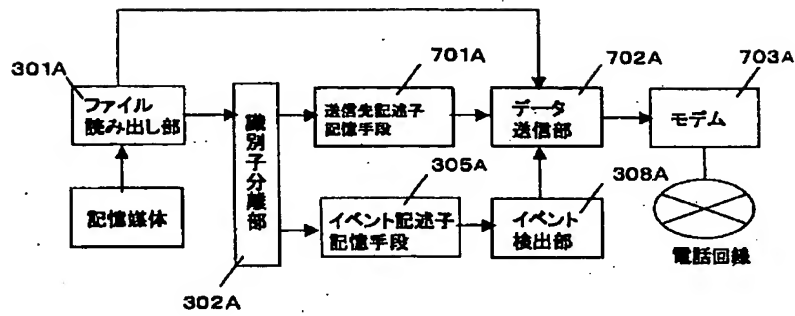 301A
ファイル
読み出し部
記憶媒体
識別子分離部
302A
701A
送信先記述子
記憶手段
305A
イベント記述子
記憶手段
702A
データ
送信部
308A
イベント
検出部
703A
モデム
電話回線